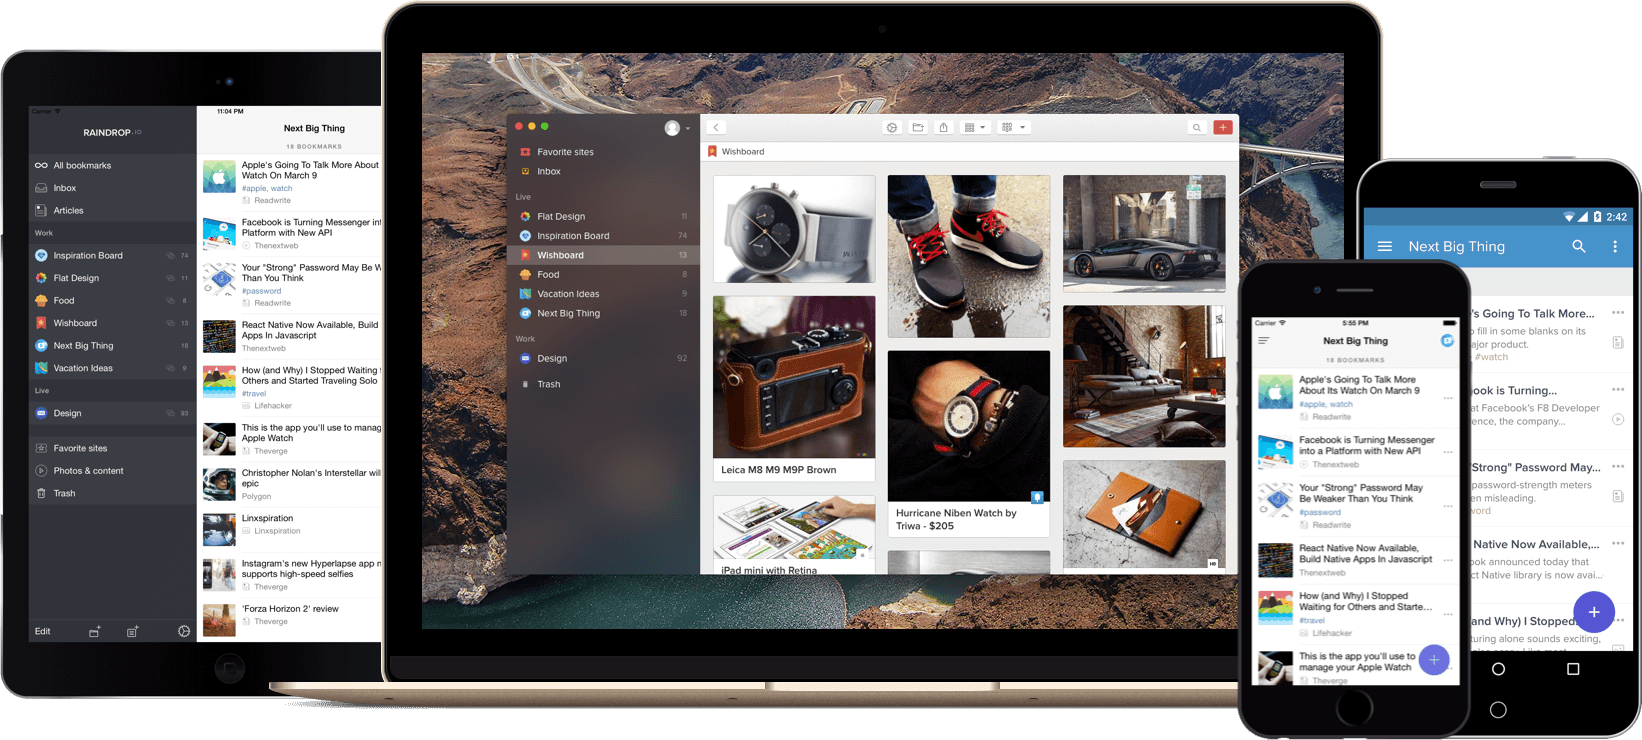 Carrier
11:04 PM
RAINDROP.IO
All bookmarks
Inbox
Articles
Work
Inspiration Board 74
Flat Design 11
Food 8
Wishboard 13
Next Big Thing 18
Vacation Ideas 9
Live
Design 93
Favorite sites
Photos & content
Trash
Edit
Next Big Thing
18 BOOKMARKS
Apple's Going To Talk More About
Watch On March 9
#apple, watch
Readwrite
Facebook is Turning Messenger int
Platform with New API
Thenextweb
Your "Strong" Password May Be W
Than You Think
#password
Readwrite
React Native Now Available, Build
Apps In Javascript
Thenextweb
How (and Why) I Stopped Waiting f
Others and Started Traveling Solo
#travel
Lifehacker
This is the app you'll use to manag
Apple Watch
Theverge
Christopher Nolan's Interstellar wil
epic
Polygon
Linxspiration
Linxspiration
Instagram's new Hyperlapse app n
supports high-speed selfies
Theverge
'Forza Horizon 2' review
Theverge
Favorite sites
Inbox
Live
Flat Design 11
Inspiration Board 74
Wishboard 13
Food 8
Vacation Ideas 9
Next Big Thing 18
Work
Design 92
Trash
Wishboard
Leica M8 M9 M9P Brown
iPad mini with Retina
Hurricane Niben Watch by
Triwa - $205
HD
Carrier
5:55 PM
Next Big Thing
18 BOOKMARKS
Apple's Going To Talk More
About Its Watch On March 9
#apple, watch
Readwrite
Facebook is Turning Messenger
into a Platform with New API
Thenextweb
Your "Strong" Password May
Be Weaker Than You Think
#password
Readwrite
React Native Now Available,
Build Native Apps In Javascript
Thenextweb
How (and Why) I Stopped
Waiting for Others and Starte...
#travel
Lifehacker
This is the app you'll use to
manage your Apple Watch
Theverge
2:42
Next Big Thing
's Going To Talk More...
to fill in some blanks on its
ajor product.
#watch
ook is Turning...
at Facebook's F8 Developer
ence, the company...
"Strong" Password May...
password-strength meters
en misleading.
word
Native Now Available,...
ook announced today that
ct Native library is now avai...
and Why) I Stopped
turing alone sounds exciting,